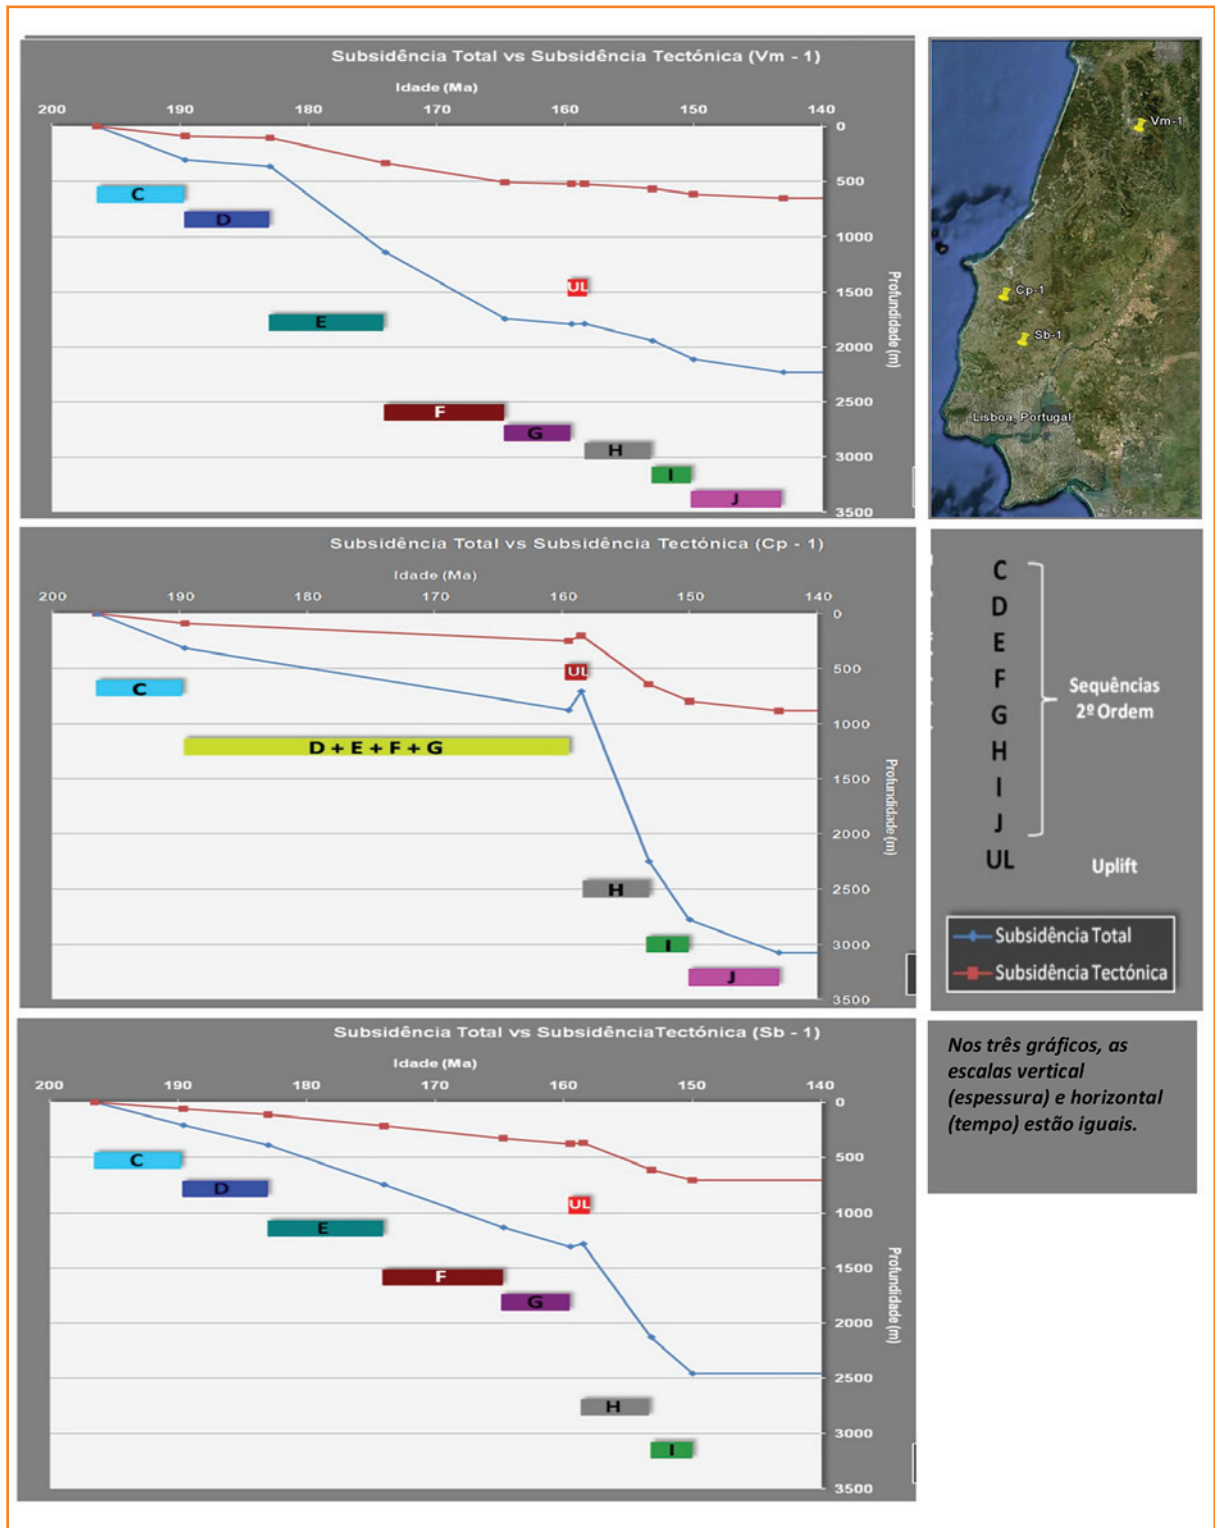 Subsidência Total vs Subsidência Tectónica (Vm - 1)
Idade (Ma)
200 190 180 170 160 150 140
0
500
1000
1500
2000
2500
3000
3500
Profundidade (m)
C
D
E
UL
F
G
H
I
J
Vm-1
Cp-1
Sb-1
Lisboa, Portugal
Subsidência Total vs Subsidência Tectónica (Cp - 1)
Idade (Ma)
200 190 180 170 160 150 140
0
500
1000
1500
2000
2500
3000
3500
Profundidade (m)
UL
C
D + E + F + G
H
I
J
C
D
E
F
G
H
I
J
Sequências
2º Ordem
UL Uplift
Subsidência Total
Subsidência Tectónica
Subsidência Total vs SubsidênciaTectónica (Sb - 1)
Idade (Ma)
200 190 180 170 160 150 140
0
500
1000
1500
2000
2500
3000
3500
Profundidade (m)
C
D
UL
E
F
G
H
I
Nos três gráficos, as
escalas vertical
(espessura) e horizontal
(tempo) estão iguais.